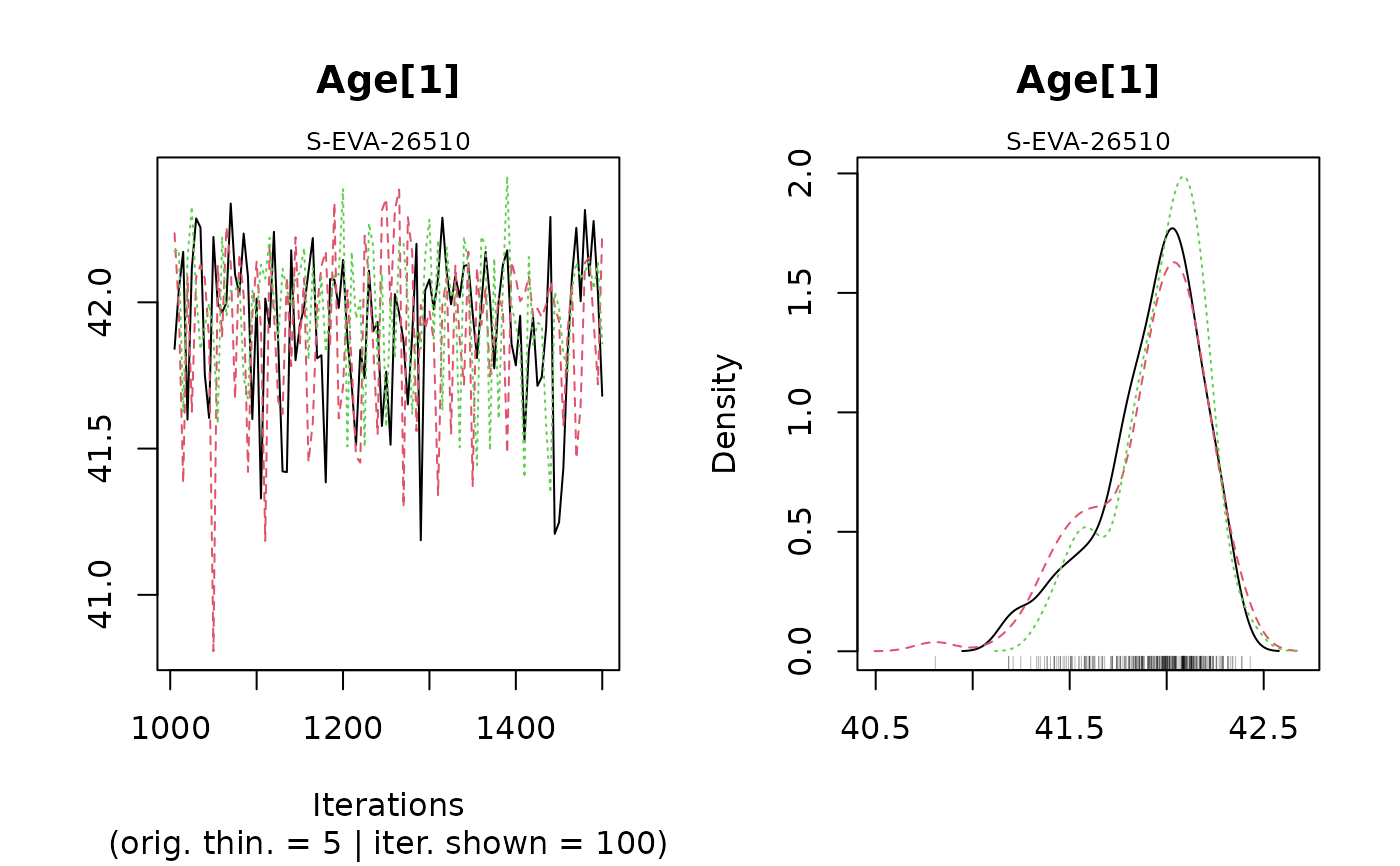 Age[1]
S-EVA-26510
42.0
41.5
41.0
1000
1200
1400
Iterations
(orig. thin. = 5 | iter. shown = 100)
Age[1]
S-EVA-26510
Density
2.0
1.5
1.0
0.5
0.0
40.5
41.5
42.5